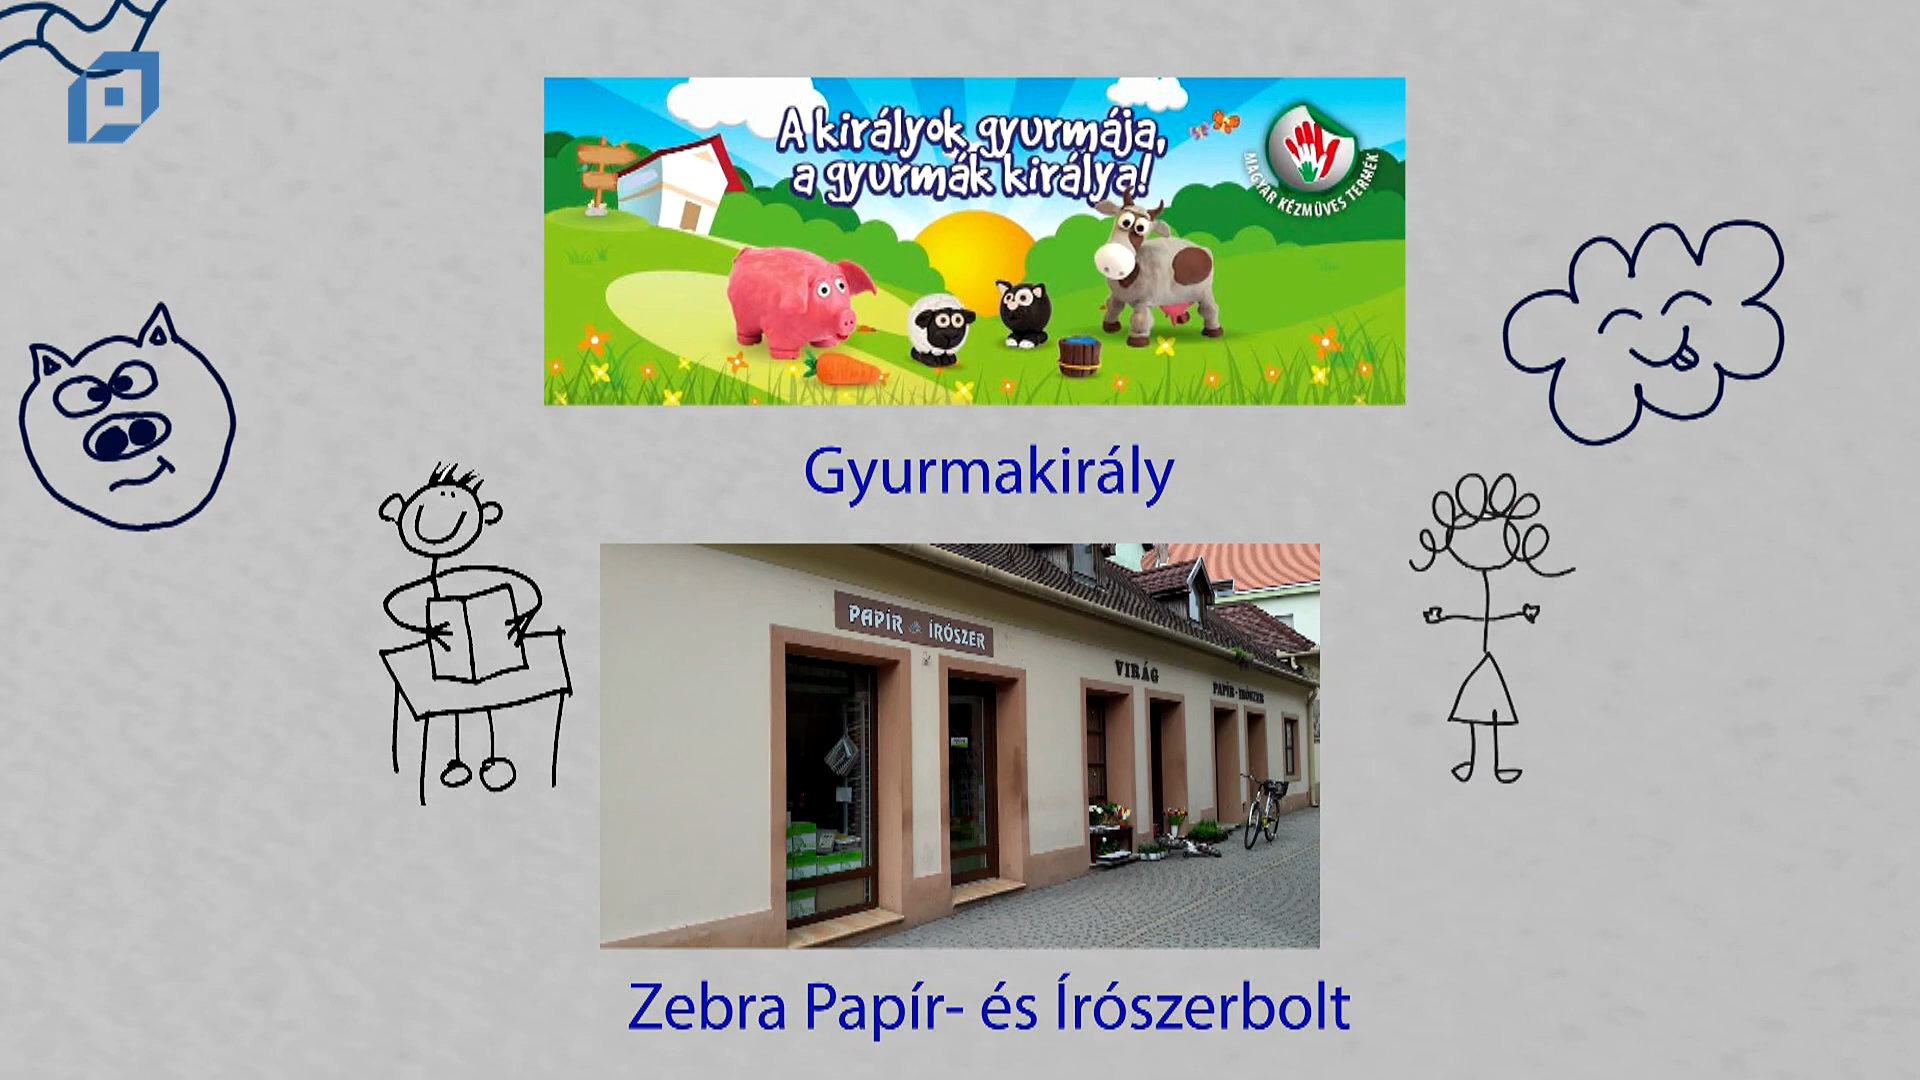 A királyok gyurmája,
a gyurmák királya!
MAGYAR KÉZMŰVES TERMÉK
Gyurmakirály
PAPÍR & ÍRÓSZER
VIRÁG
PAPÍR-ÍRÓSZER
Zebra Papír- és Írószerbolt